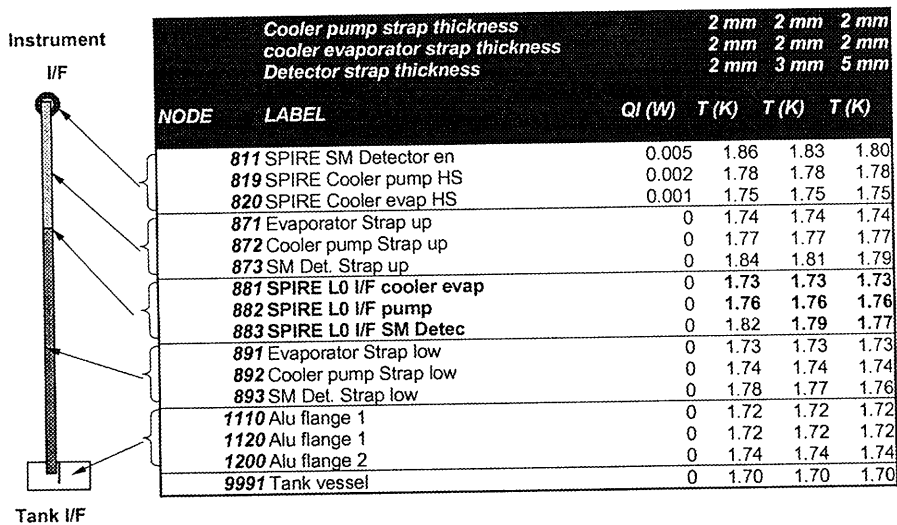 Instrument
I/F
Cooler pump strap thickness 2 mm 2 mm 2 mm
cooler evaporator strap thickness 2 mm 2 mm 2 mm
Detector strap thickness 2 mm 3 mm 5 mm
NODE LABEL QI (W) T (K) T (K) T (K)
811 SPIRE SM Detector en 0.005 1.86 1.83 1.80
819 SPIRE Cooler pump HS 0.002 1.78 1.78 1.78
820 SPIRE Cooler evap HS 0.001 1.75 1.75 1.75
871 Evaporator Strap up 0 1.74 1.74 1.74
872 Cooler pump Strap up 0 1.77 1.77 1.77
873 SM Det. Strap up 0 1.84 1.81 1.79
881 SPIRE L0 I/F cooler evap 0 1.73 1.73 1.73
882 SPIRE L0 I/F pump 0 1.76 1.76 1.76
883 SPIRE L0 I/F SM Detec 0 1.82 1.79 1.77
891 Evaporator Strap low 0 1.73 1.73 1.73
892 Cooler pump Strap low 0 1.74 1.74 1.74
893 SM Det. Strap low 0 1.78 1.77 1.76
1110 Alu flange 1 0 1.72 1.72 1.72
1120 Alu flange 1 0 1.72 1.72 1.72
1200 Alu flange 2 0 1.74 1.74 1.74
9991 Tank vessel 0 1.70 1.70 1.70
Tank I/F